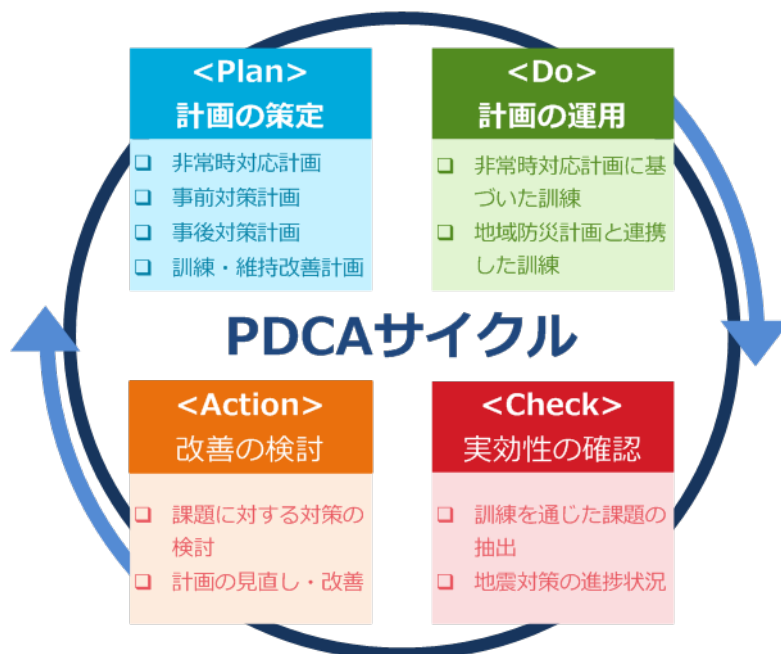 <Plan>
計画の策定
❑ 非常時対応計画
❑ 事前対策計画
❑ 事後対策計画
❑ 訓練・維持改善計画
<Do>
計画の運用
❑ 非常時対応計画に基
づいた訓練
❑ 地域防災計画と連携
した訓練
PDCAサイクル
<Action>
改善の検討
❑ 課題に対する対策の
検討
❑ 計画の見直し・改善
<Check>
実効性の確認
❑ 訓練を通じた課題の
抽出
❑ 地震対策の進捗状況